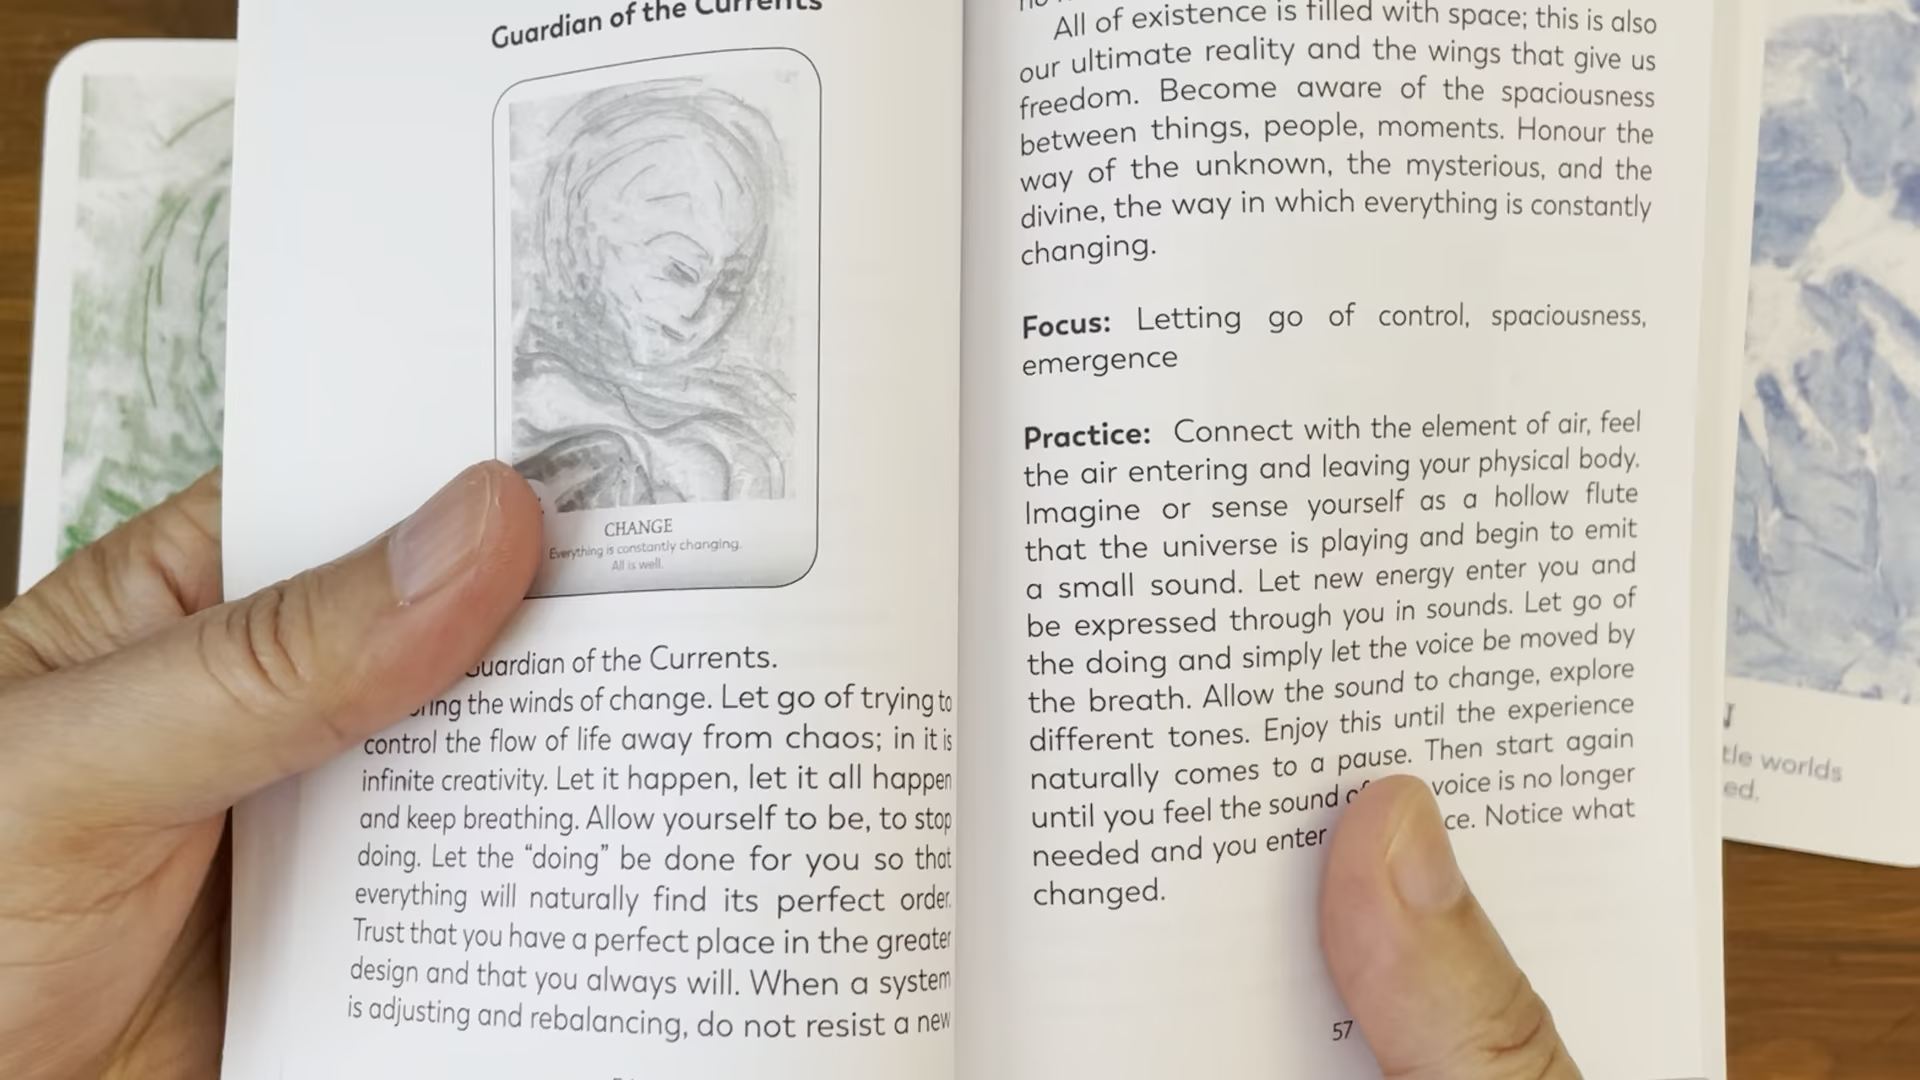 Guardian of the Currents
CHANGE
Everything is constantly changing.
All is well.
Guardian of the Currents.
the winds of change. Let go of trying to
control the flow of life away from chaos; in it is
infinite creativity. Let it happen, let it all happen
and keep breathing. Allow yourself to be, to stop
doing. Let the “doing” be done for you so that
everything will naturally find its perfect order.
Trust that you have a perfect place in the greater
design and that you always will. When a system
is adjusting and rebalancing, do not resist a new
All of existence is filled with space; this is also
our ultimate reality and the wings that give us
freedom. Become aware of the spaciousness
between things, people, moments. Honour the
way of the unknown, the mysterious, and the
divine, the way in which everything is constantly
changing.
Focus: Letting go of control, spaciousness,
emergence
Practice: Connect with the element of air, feel
the air entering and leaving your physical body.
Imagine or sense yourself as a hollow flute
that the universe is playing and begin to emit
a small sound. Let new energy enter you and
be expressed through you in sounds. Let go of
the doing and simply let the voice be moved by
the breath. Allow the sound to change, explore
different tones. Enjoy this until the experience
naturally comes to a pause. Then start again
until you feel the sound voice is no longer
needed and you enter Notice what
changed.
57
tle worlds
ed.